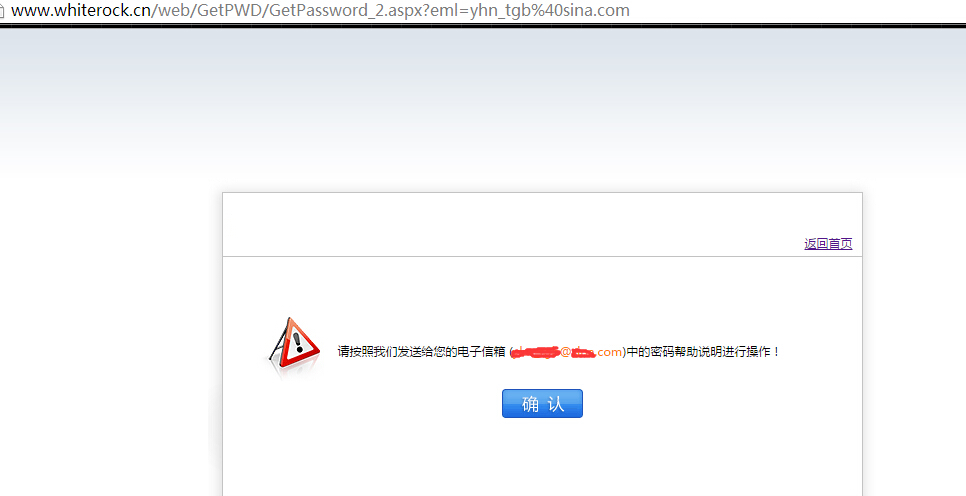 www.whiterock.cn/web/GetPWD/GetPassword_2.aspx?eml=yhn_tgb%40sina.com
返回首页
请按照我们发送给您的电子信箱 (@.com)中的密码帮助说明进行操作！
确 认